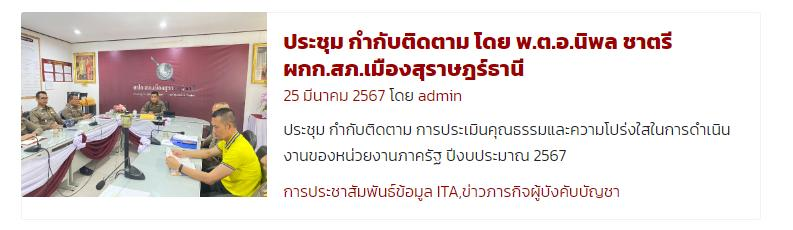 ประชุม กำกับติดตาม โดย พ.ต.อ.นิพล ชาตรี
ผกก.สภ.เมืองสุราษฎร์ธานี
25 มีนาคม 2567 โดย admin
ประชุม กำกับติดตาม การประเมินคุณธรรมและความโปร่งใสในการดำเนิน
งานของหน่วยงานภาครัฐ ปีงบประมาณ 2567
การประชาสัมพันธ์ข้อมูล ITA,ข่าวภารกิจผู้บังคับบัญชา